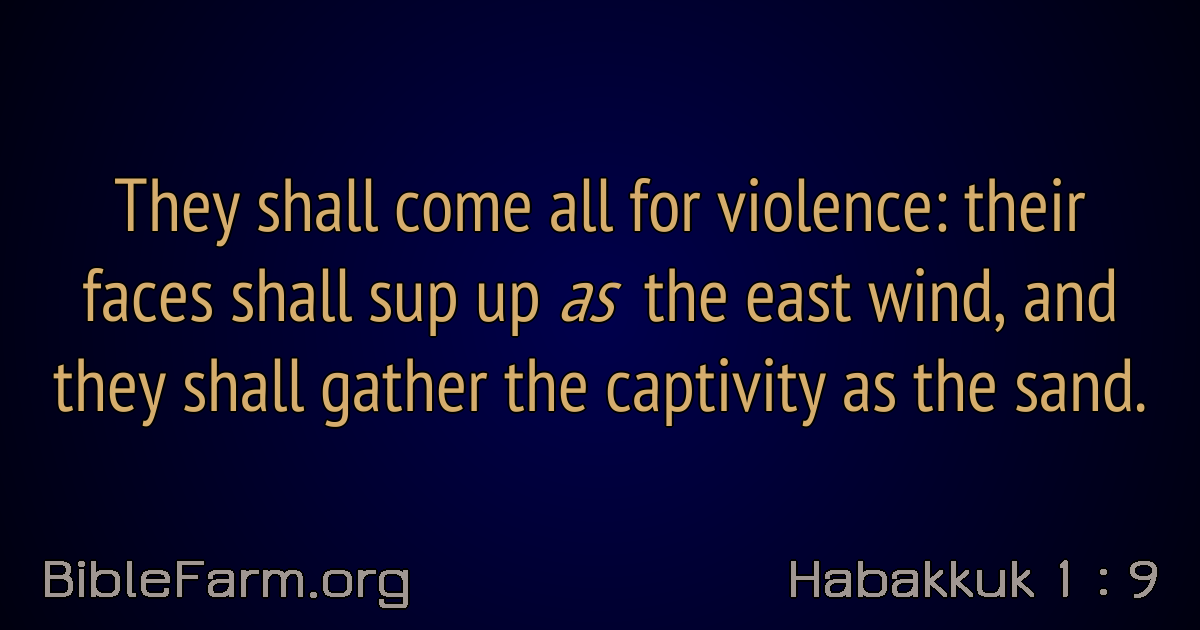 They shall come all for violence: their
faces shall sup up as the east wind, and
they shall gather the captivity as the sand.
BibleFarm.org
Habakkuk 1 : 9